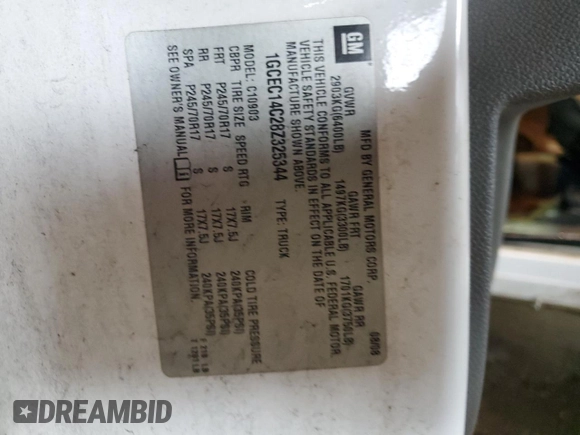 GM
MFD BY GENERAL MOTORS CORP. 08/08
GVWR GAWR FRT GAWR RR
2903KG(6400LB) 1497KG(3300LB) 1701KG(3750LB)
THIS VEHICLE CONFORMS TO ALL APPLICABLE U.S. FEDERAL MOTOR
VEHICLE SAFETY STANDARDS IN EFFECT ON THE DATE OF
MANUFACTURE SHOWN ABOVE.
1GCEC14C28Z325344 TYPE: TRUCK
MODEL: C10903
CBPR TIRE SIZE SPEED RTG RIM COLD TIRE PRESSURE
FRT P245/70R17 S 17X7.5J 240KPA(35PSI)
RR P245/70R17 S 17X7.5J 240KPA(35PSI)
SPA P245/70R17 S 17X7.5J 240KPA(35PSI)
SEE OWNER'S MANUAL FOR MORE INFORMATION.
DREAMBID